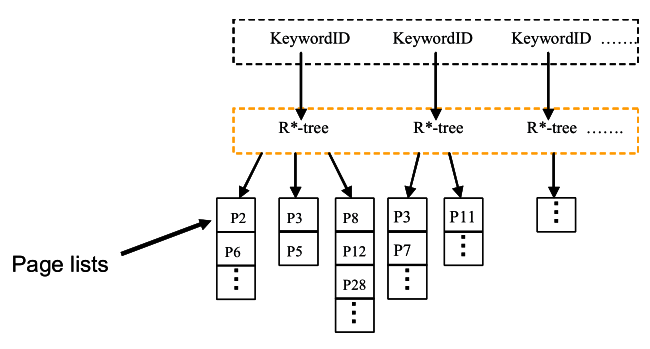 KeywordID KeywordID KeywordID .......
R*-tree R*-tree R*-tree .......
P2 P3 P8 P3 P11
P6 P5 P12 P7
Page lists
P28